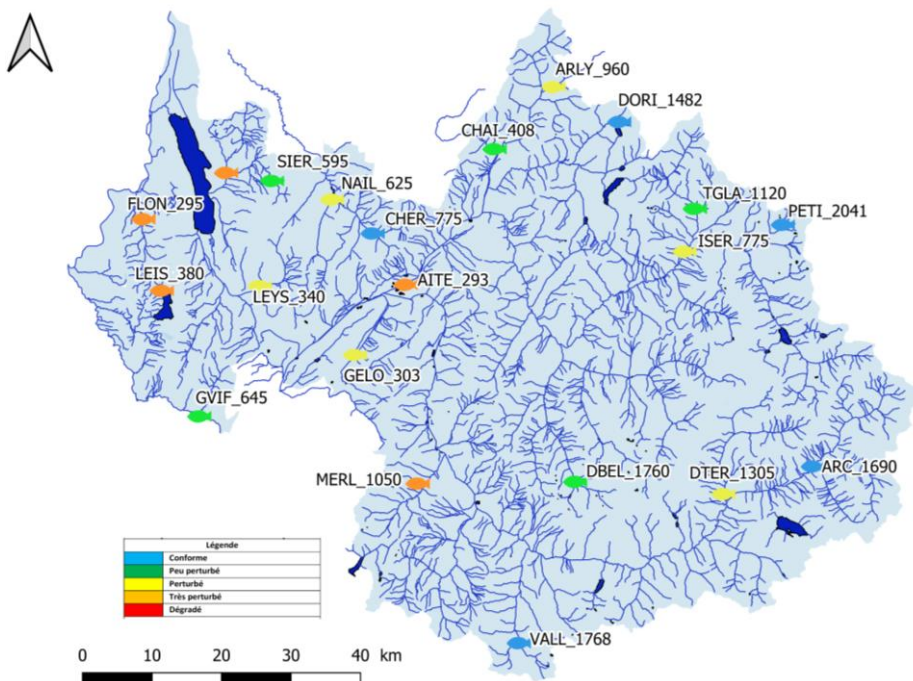 ARLY_960
DORI_1482
CHAI_408
SIER_595
NAIL_625
TGLA_1120
FLON_295
PETI_2041
CHER_775
ISER_775
LEIS_380
AITE_293
LEYS_340
GELO_303
GVIF_645
ARC_1690
DBEL_1760
DTER_1305
MERL_1050
Légende
Conforme
Peu perturbé
Perturbé
Très perturbé
Dégradé
VALL_1768
0 10 20 30 40 km